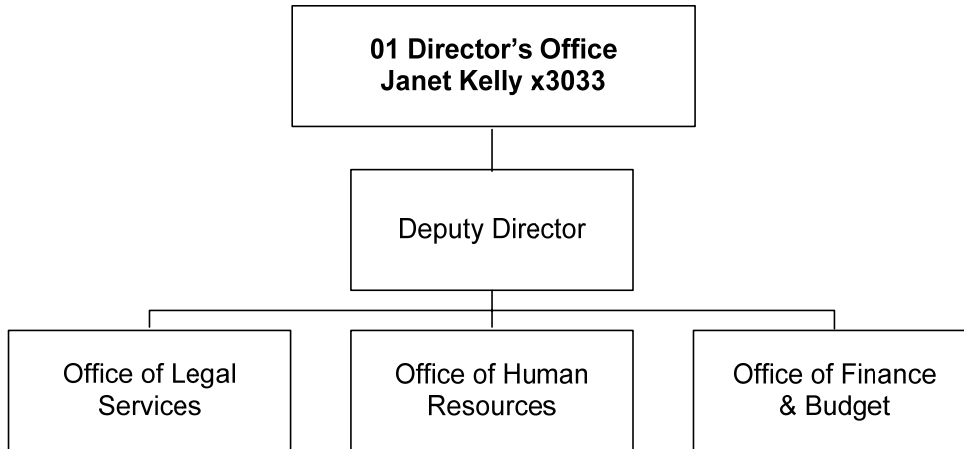 01 Director’s Office
Janet Kelly x3033
Deputy Director
Office of Legal
Services
Office of Human
Resources
Office of Finance
& Budget